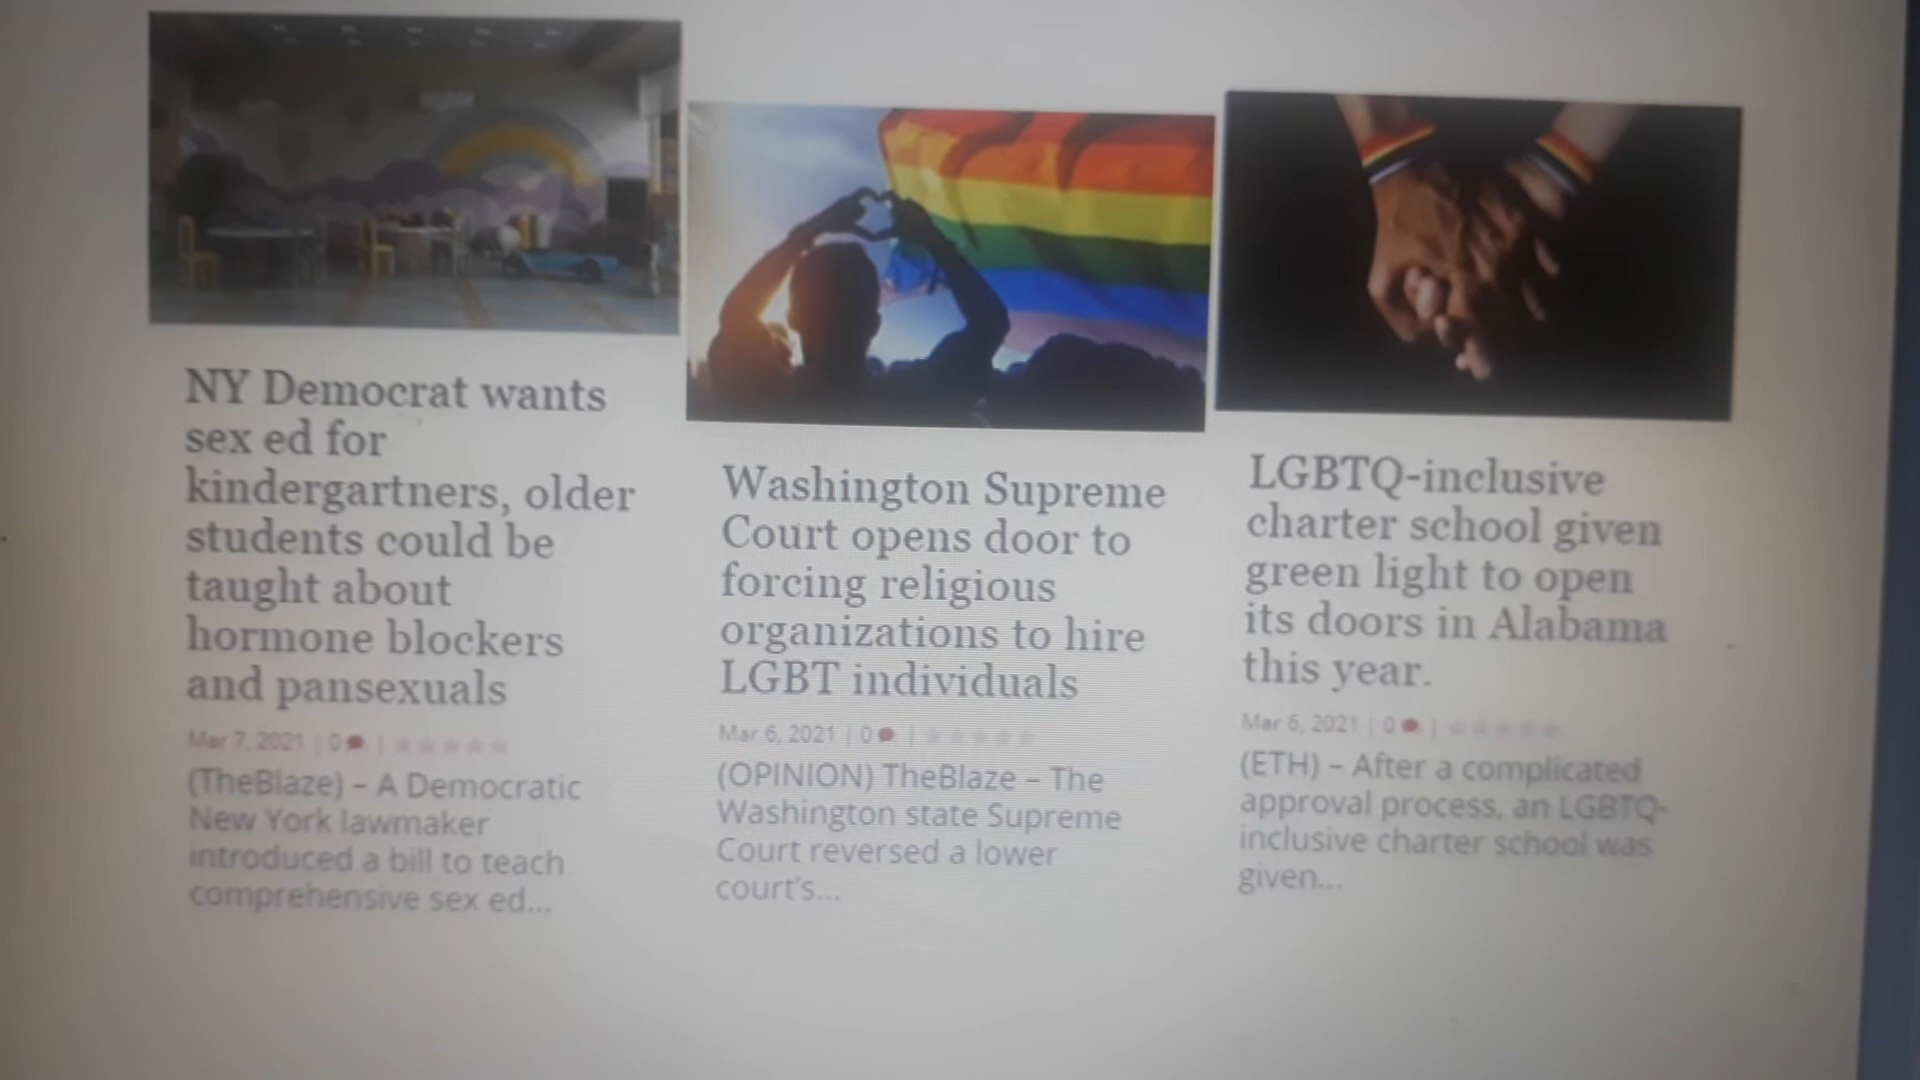 NY Democrat wants
sex ed for
kindergartners, older
students could be
taught about
hormone blockers
and pansexuals
Mar 7, 2021 | 0 |
(TheBlaze) – A Democratic
New York lawmaker
introduced a bill to teach
comprehensive sex ed...
Washington Supreme
Court opens door to
forcing religious
organizations to hire
LGBT individuals
Mar 6, 2021 | 0 |
(OPINION) TheBlaze – The
Washington state Supreme
Court reversed a lower
court's...
LGBTQ-inclusive
charter school given
green light to open
its doors in Alabama
this year.
Mar 6, 2021 | 0 |
(ETH) – After a complicated
approval process, an LGBTQ-
inclusive charter school was
given...